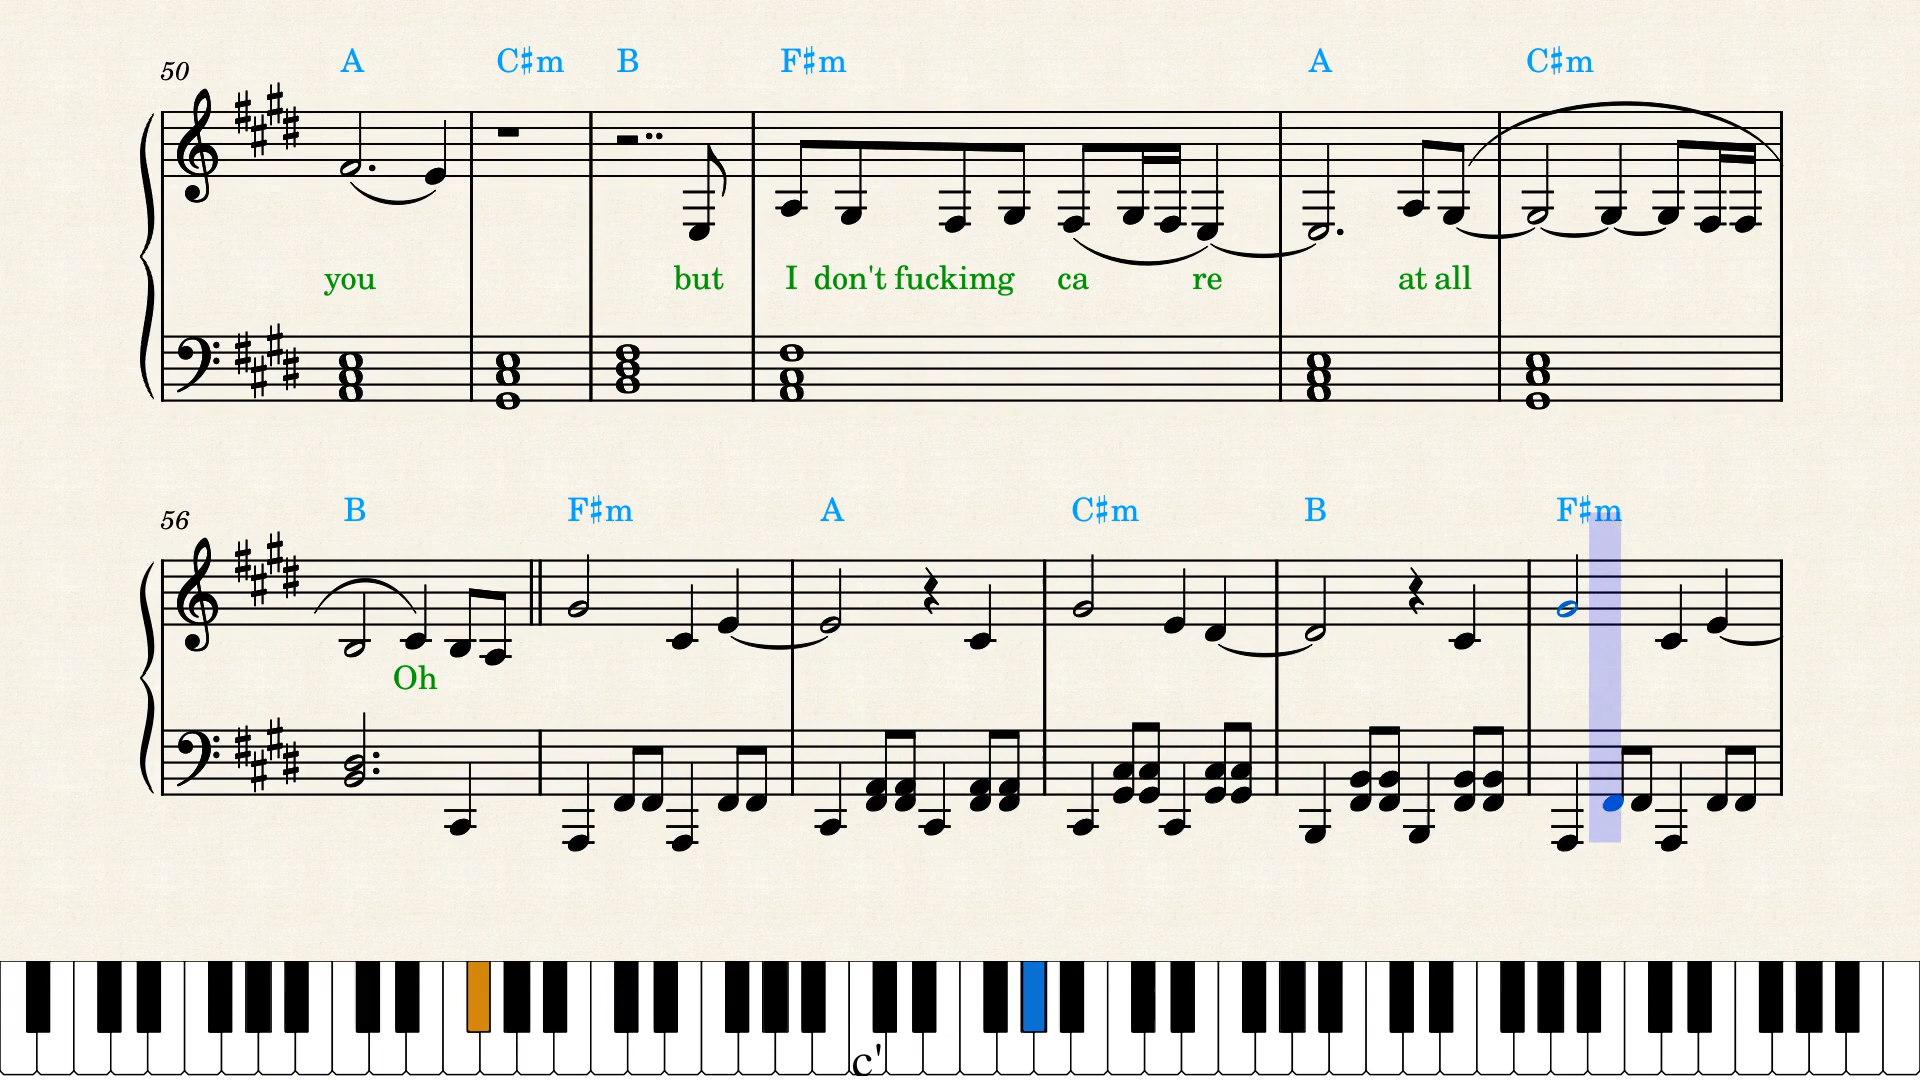 50 A C♯m B F♯m A C♯m
you but I don't fuckimg ca re at all
56 B F♯m A C♯m B F♯m
Oh
c'